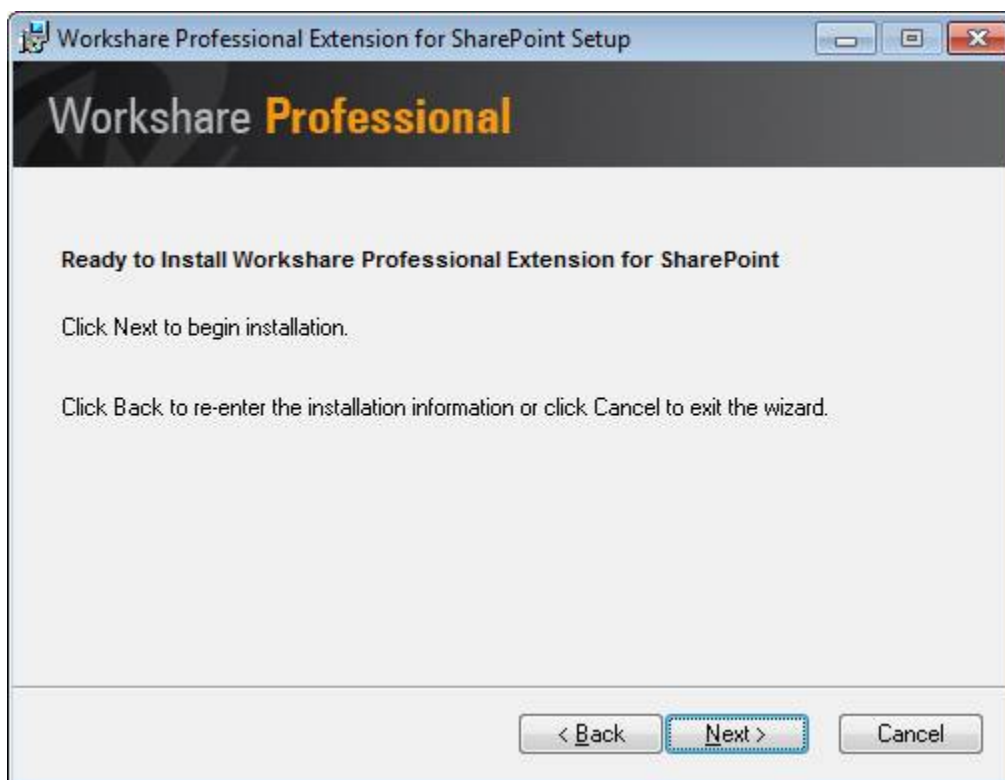 Workshare Professional Extension for SharePoint Setup
Workshare Professional
Ready to Install Workshare Professional Extension for SharePoint
Click Next to begin installation.
Click Back to re-enter the installation information or click Cancel to exit the wizard.
< Back Next > Cancel